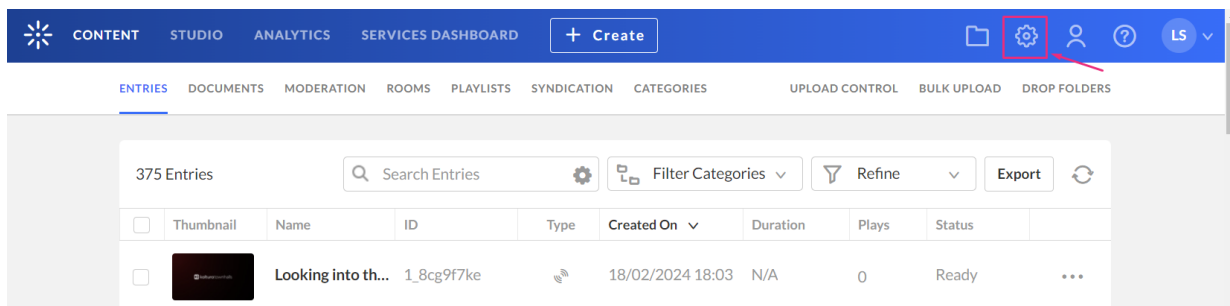 CONTENT STUDIO ANALYTICS SERVICES DASHBOARD + Create LS
ENTRIES DOCUMENTS MODERATION ROOMS PLAYLISTS SYNDICATION CATEGORIES UPLOAD CONTROL BULK UPLOAD DROP FOLDERS
375 Entries Search Entries Filter Categories Refine Export
Thumbnail Name ID Type Created On Duration Plays Status
Looking into th... 1_8cg9f7ke 18/02/2024 18:03 N/A 0 Ready